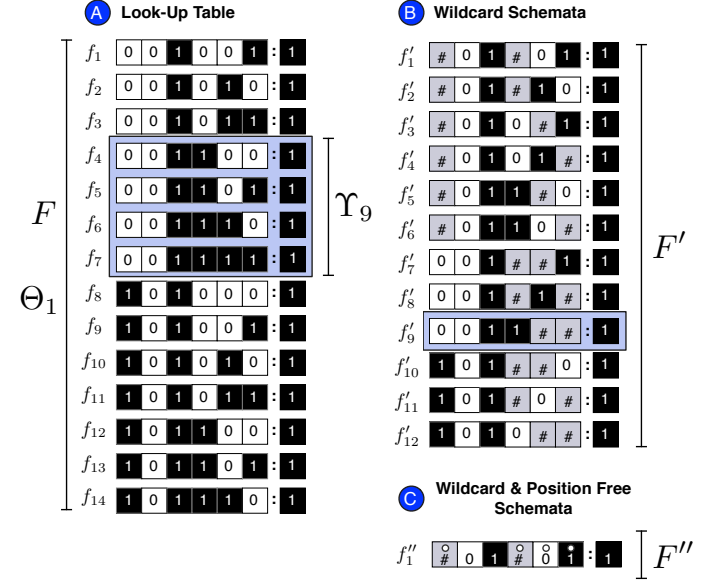 A Look-Up Table
F
Θ₁
f₁ 0 0 1 0 0 1 : 1
f₂ 0 0 1 0 1 0 : 1
f₃ 0 0 1 0 1 1 : 1
f₄ 0 0 1 1 0 0 : 1
f₅ 0 0 1 1 0 1 : 1
f₆ 0 0 1 1 1 0 : 1
f₇ 0 0 1 1 1 1 : 1
ϒ₉
f₈ 1 0 1 0 0 0 : 1
f₉ 1 0 1 0 0 1 : 1
f₁₀ 1 0 1 0 1 0 : 1
f₁₁ 1 0 1 0 1 1 : 1
f₁₂ 1 0 1 1 0 0 : 1
f₁₃ 1 0 1 1 0 1 : 1
f₁₄ 1 0 1 1 1 0 : 1
B Wildcard Schemata
f′₁ # 0 1 # 0 1 : 1
f′₂ # 0 1 # 1 0 : 1
f′₃ # 0 1 0 # 1 : 1
f′₄ # 0 1 0 1 # : 1
f′₅ # 0 1 1 # 0 : 1
f′₆ # 0 1 1 0 # : 1
f′₇ 0 0 1 # # 1 : 1
f′₈ 0 0 1 # 1 # : 1
f′₉ 0 0 1 1 # # : 1
f′₁₀ 1 0 1 # # 0 : 1
f′₁₁ 1 0 1 # 0 # : 1
f′₁₂ 1 0 1 0 # # : 1
F′
C Wildcard & Position Free
Schemata
f″₁ # 0 1 # 0 1 : 1
F″